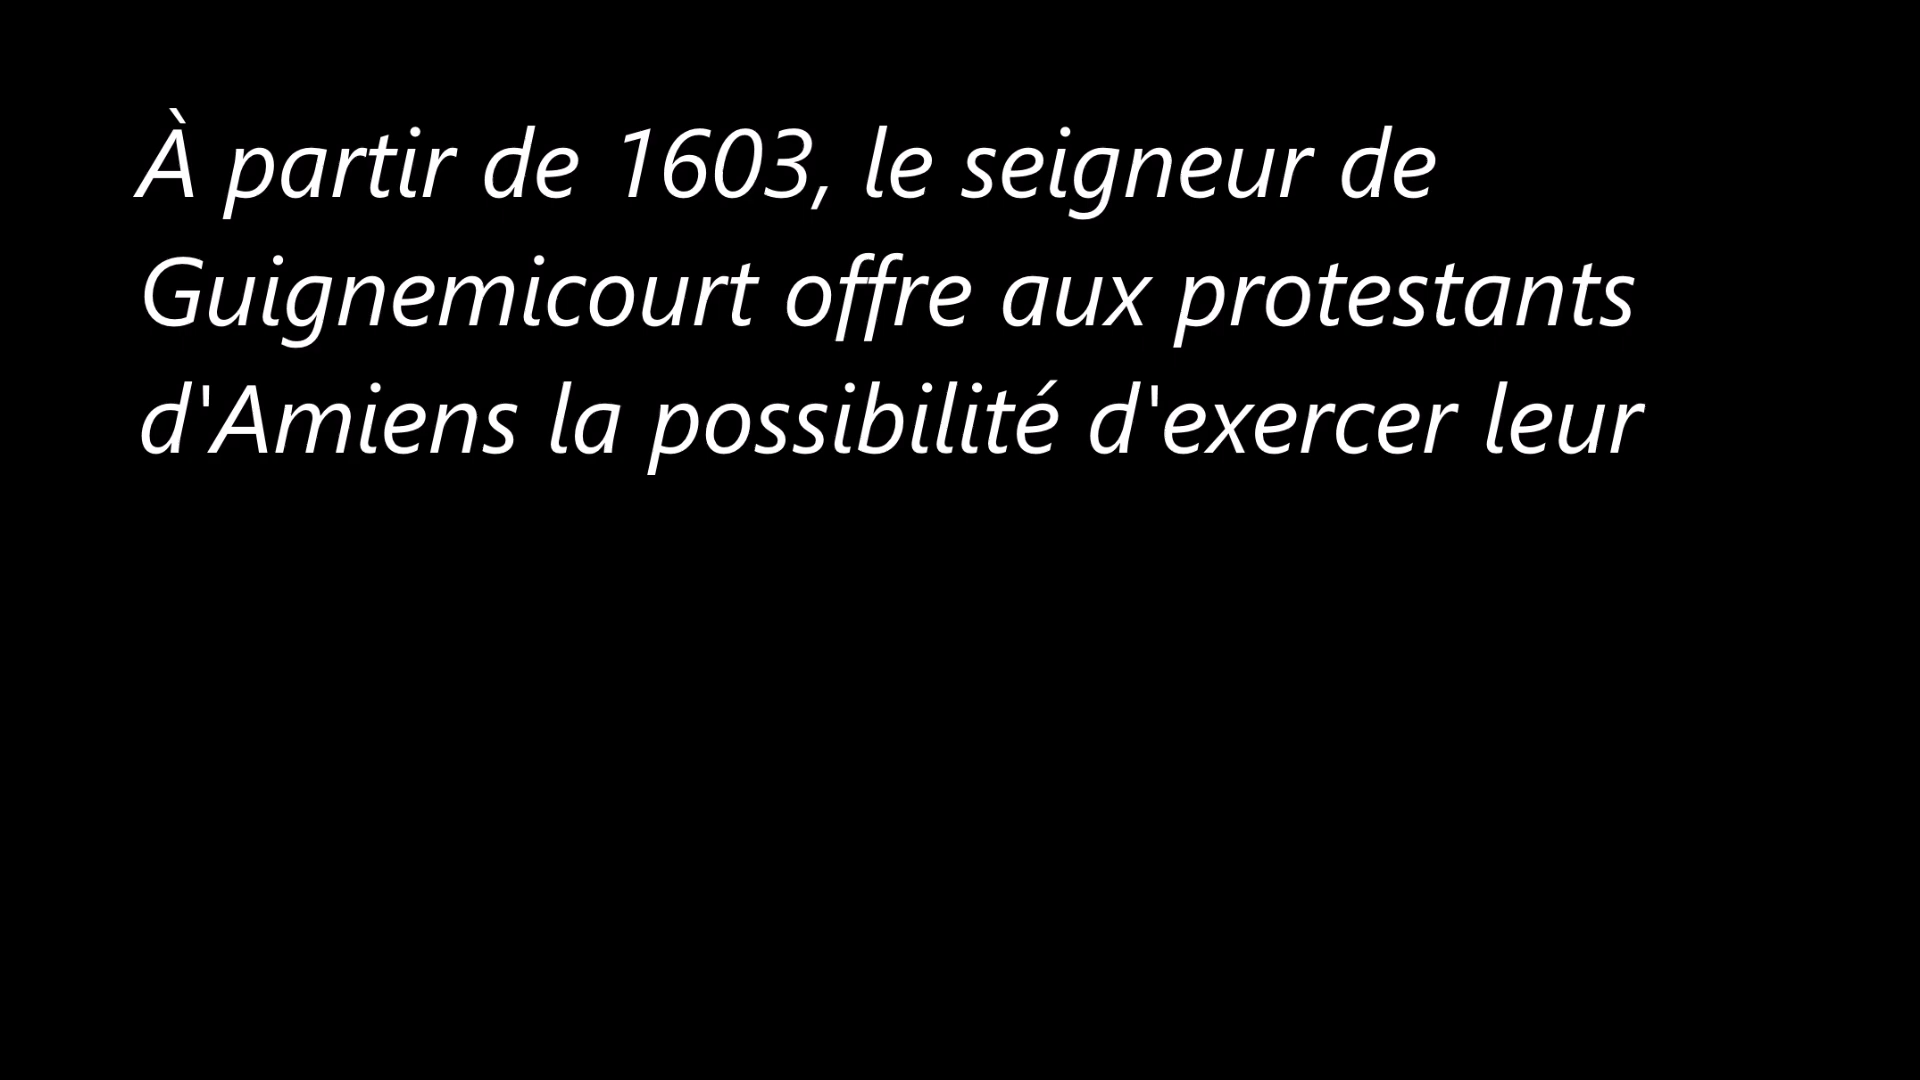 À partir de 1603, le seigneur de
Guignemicourt offre aux protestants
d'Amiens la possibilité d'exercer leur